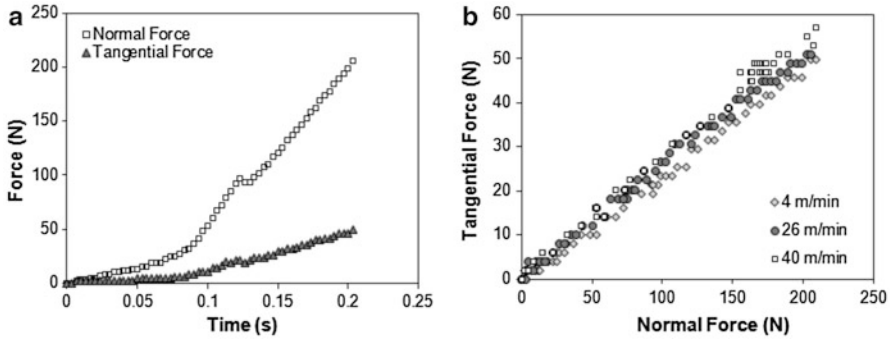 a
Normal Force
Tangential Force
250
200
150
100
50
0
Force (N)
0
0.05
0.1
0.15
0.2
0.25
Time (s)
b
60
50
40
30
20
10
0
Tangential Force (N)
4 m/min
26 m/min
40 m/min
0
50
100
150
200
250
Normal Force (N)